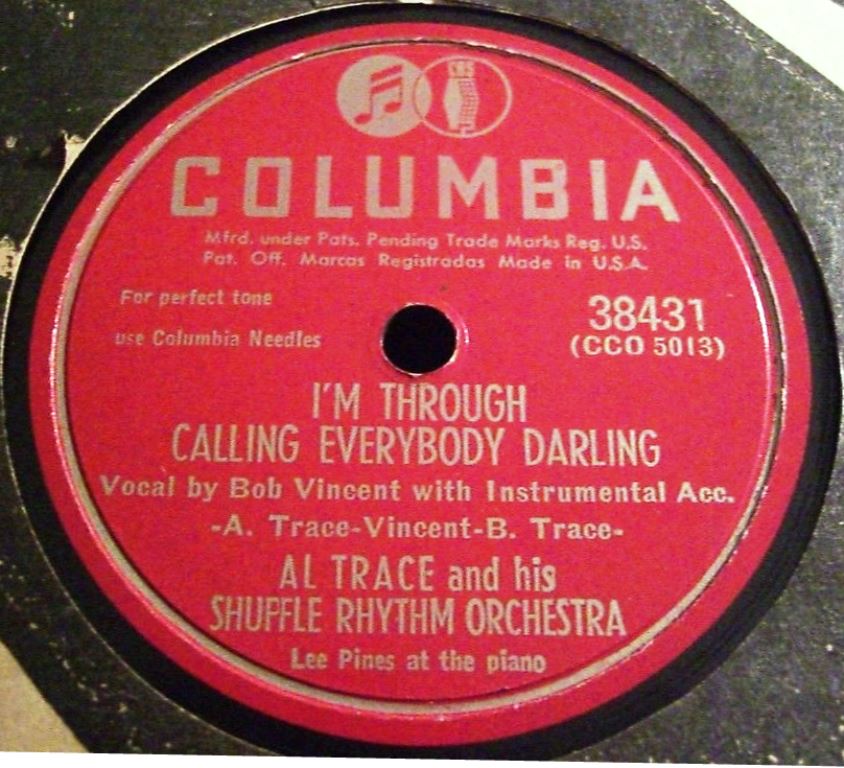 CBS
COLUMBIA
Mfrd. under Pats. Pending Trade Marks Reg. U.S.
Pat. Off. Marcas Registradas Made in U.S.A.
For perfect tone
use Columbia Needles
38431
(CCO 5013)
I'M THROUGH
CALLING EVERYBODY DARLING
Vocal by Bob Vincent with Instrumental Acc.
-A. Trace-Vincent-B. Trace-
AL TRACE and his
SHUFFLE RHYTHM ORCHESTRA
Lee Pines at the piano